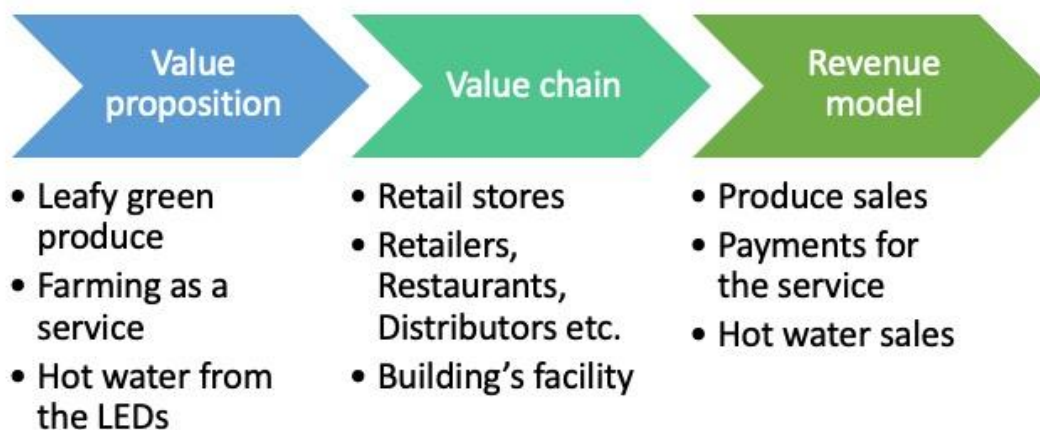 Value
proposition
• Leafy green
produce
• Farming as a
service
• Hot water from
the LEDs
Value chain
• Retail stores
• Retailers,
Restaurants,
Distributors etc.
• Building’s facility
Revenue
model
• Produce sales
• Payments for
the service
• Hot water sales